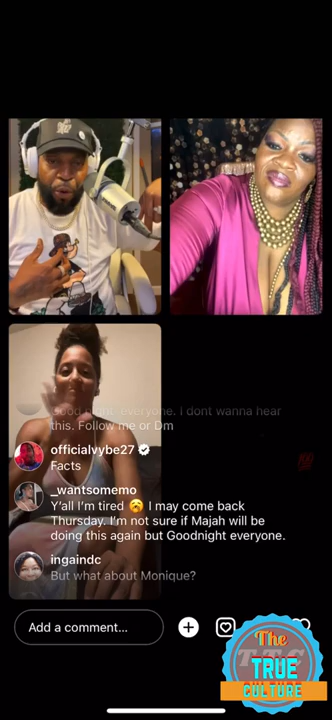 Good night everyone. I dont wanna hear
this. Follow me or Dm
officialvybe27
Facts
_wantsomemo
Y'all I'm tired 😪 I may come back
Thursday. I'm not sure if Majah will be
doing this again but Goodnight everyone.
ingaindc
But what about Monique?
Add a comment...
The
T.T.C
TRUE
CULTURE